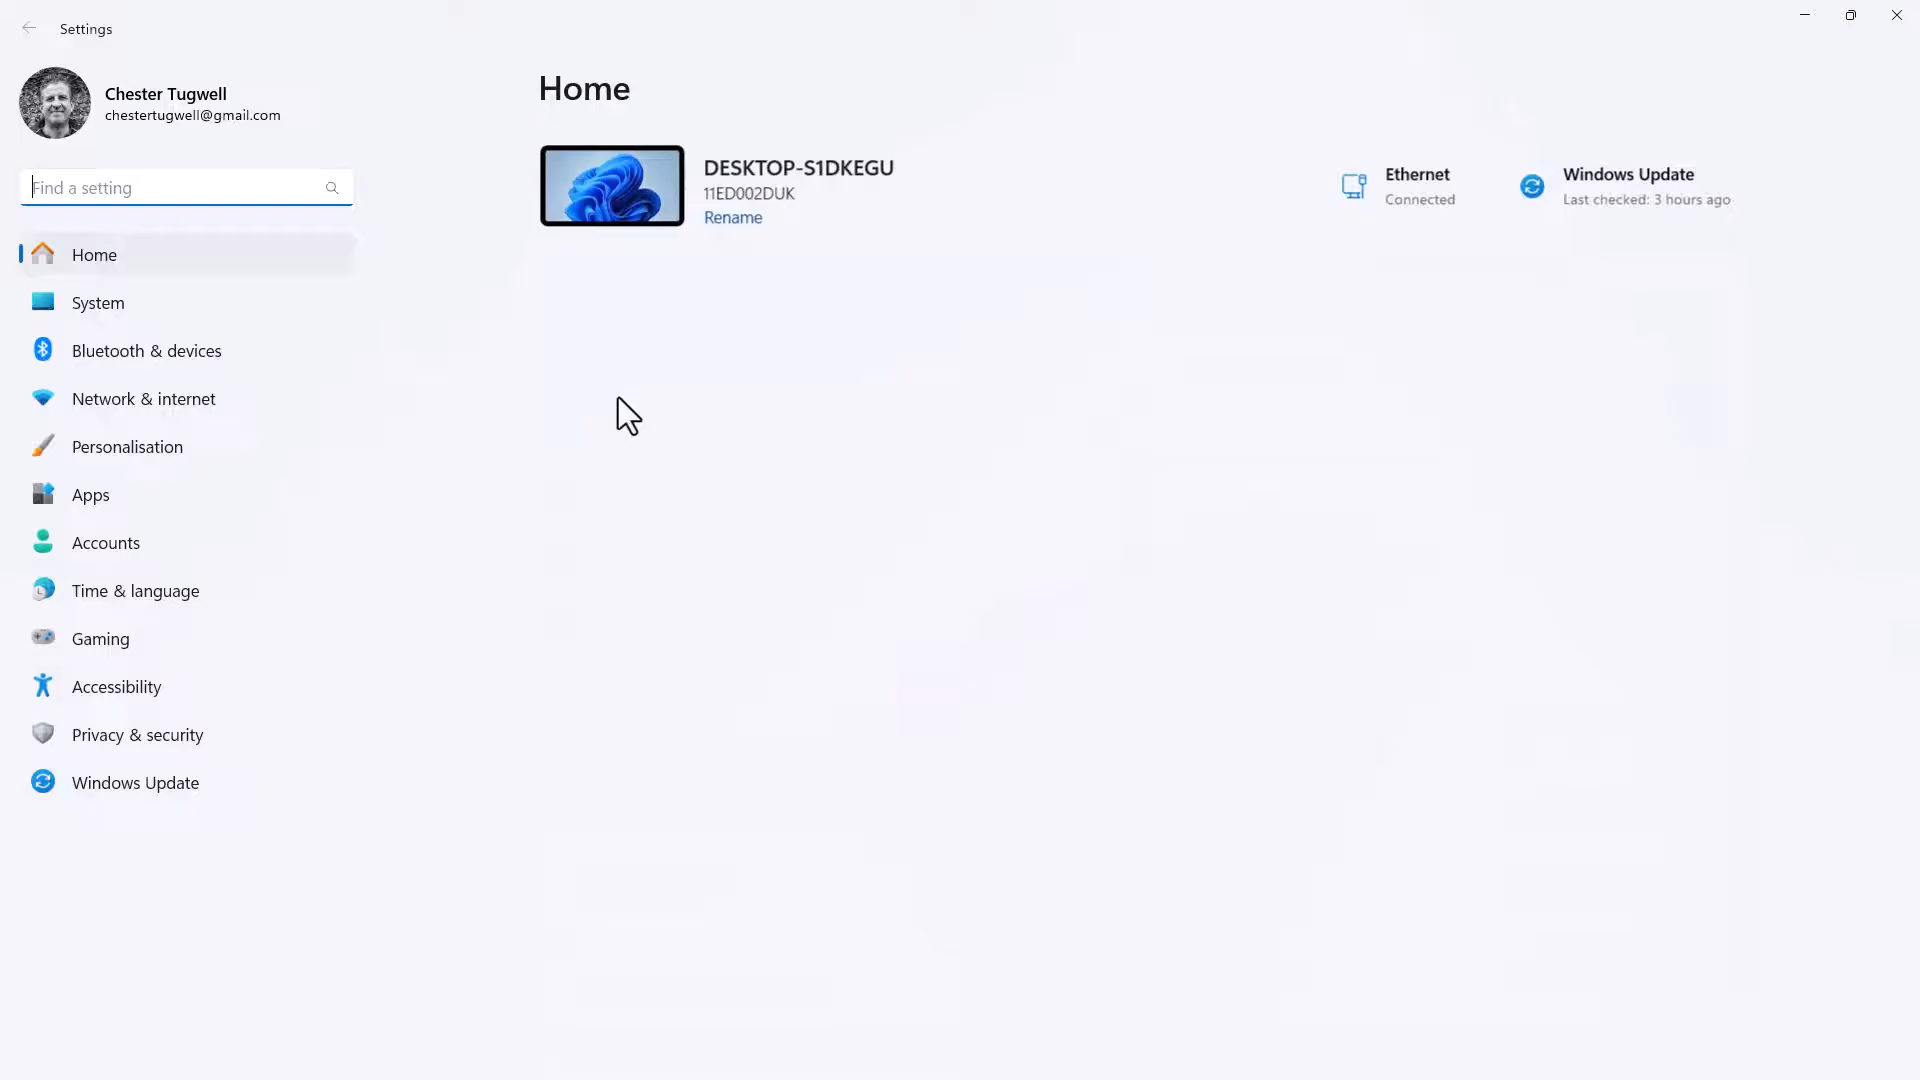 Settings
Chester Tugwell
chestertugwell@gmail.com
Find a setting
Home
System
Bluetooth & devices
Network & internet
Personalisation
Apps
Accounts
Time & language
Gaming
Accessibility
Privacy & security
Windows Update
Home
DESKTOP-S1DKEGU
11ED002DUK
Rename
Ethernet
Connected
Windows Update
Last checked: 3 hours ago